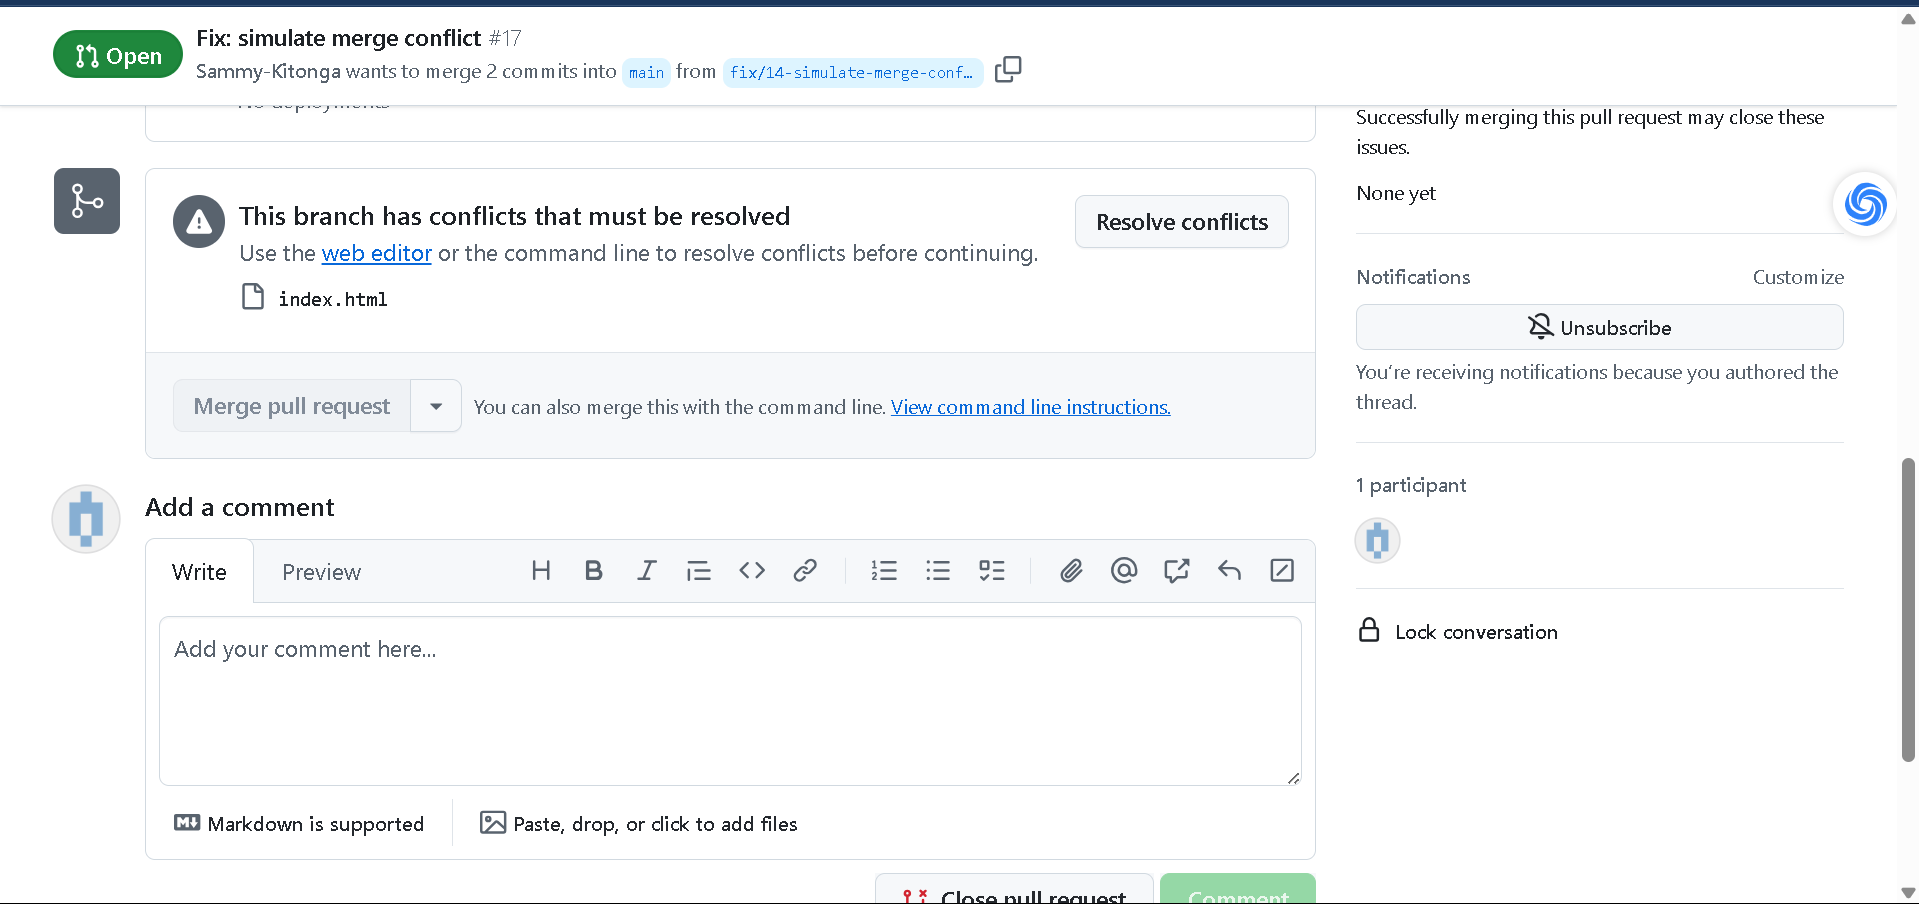 Open
Fix: simulate merge conflict #17
Sammy-Kitonga wants to merge 2 commits into main from fix/14-simulate-merge-conf…
No deployments
This branch has conflicts that must be resolved
Resolve conflicts
Use the web editor or the command line to resolve conflicts before continuing.
index.html
Merge pull request
You can also merge this with the command line. View command line instructions.
Add a comment
Write
Preview
Add your comment here...
Markdown is supported
Paste, drop, or click to add files
Close pull request
Comment
Successfully merging this pull request may close these
issues.
None yet
Notifications
Customize
Unsubscribe
You're receiving notifications because you authored the
thread.
1 participant
Lock conversation